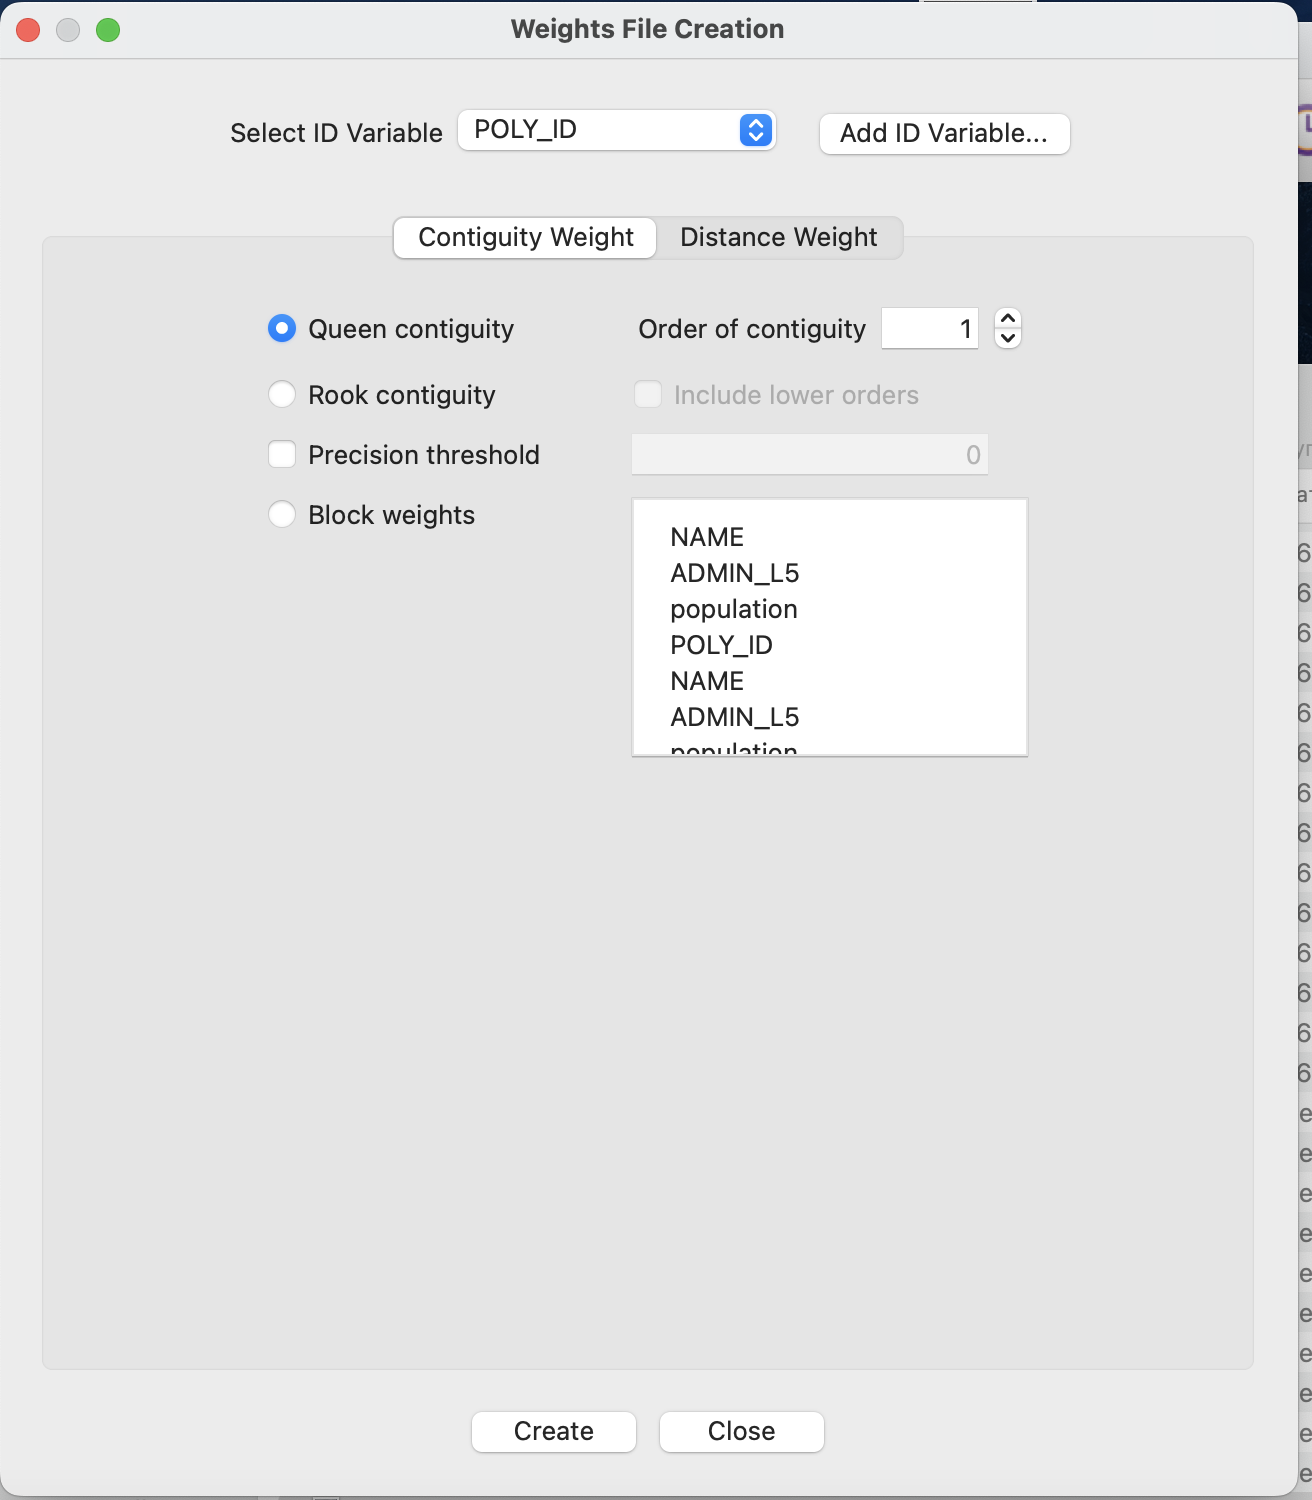 Weights File Creation
Select ID Variable POLY_ID Add ID Variable...
Contiguity Weight Distance Weight
Queen contiguity Order of contiguity 1
Rook contiguity Include lower orders
Precision threshold 0
Block weights
NAME
ADMIN_L5
population
POLY_ID
NAME
ADMIN_L5
population
Create Close